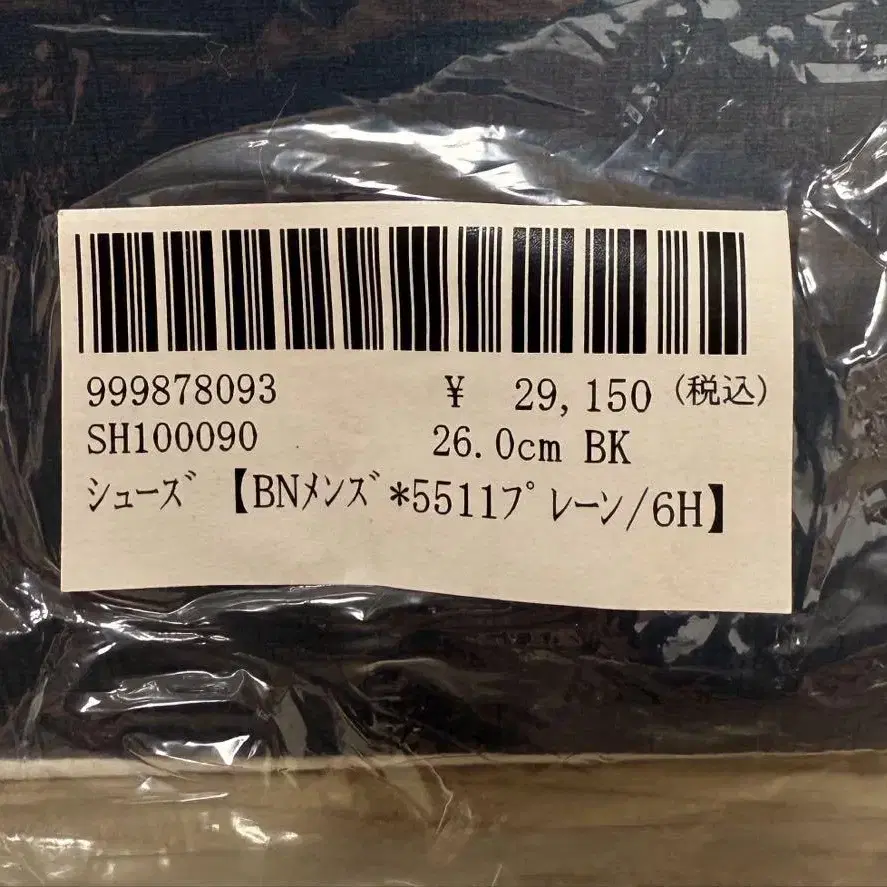 999878093 ¥ 29,150 (税込)
SH100090 26.0cm BK
シューズ゛【BNメンズ゛*5511プ゜レーン/6H】